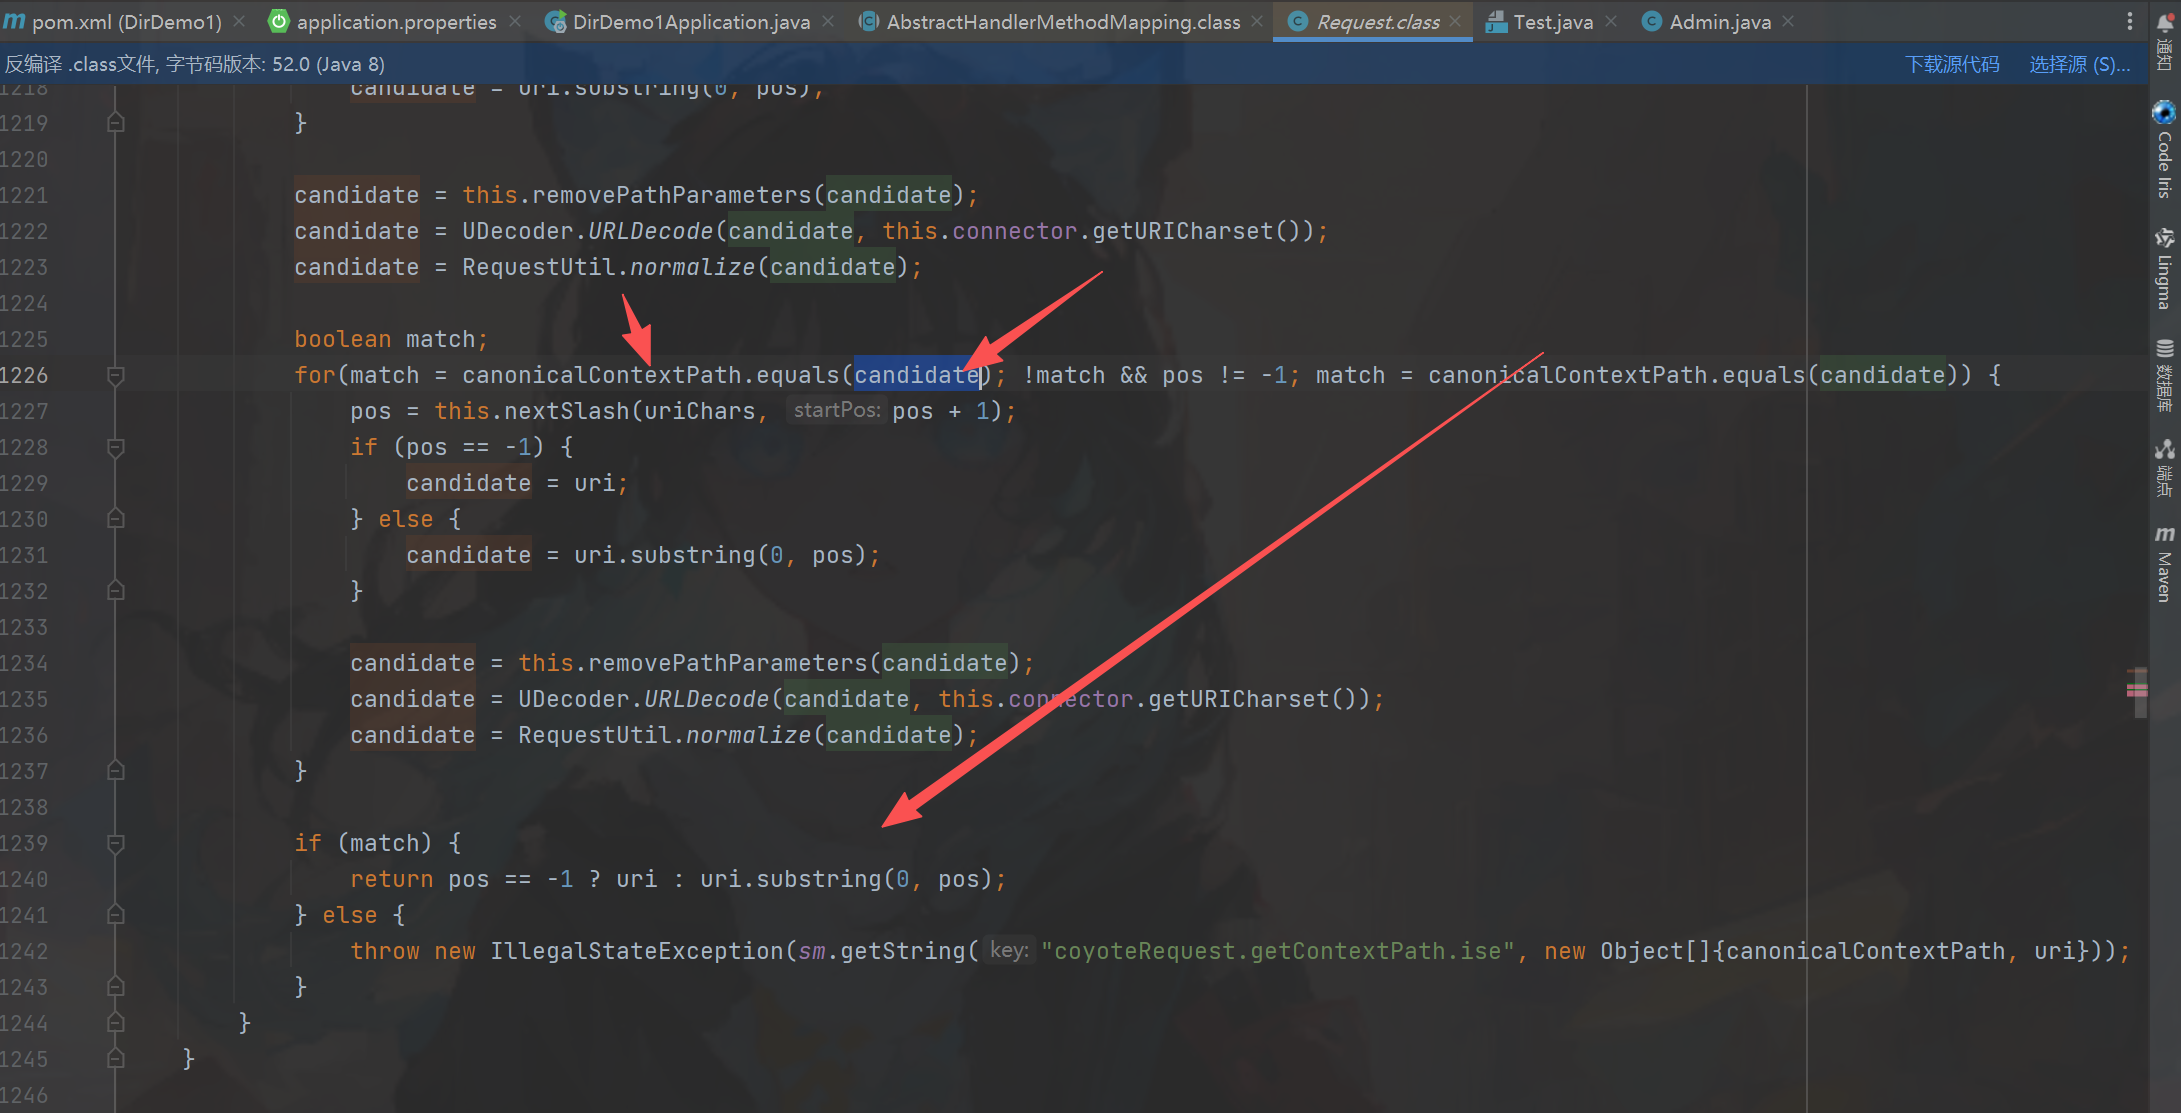 pom.xml (DirDemo1)
application.properties
DirDemo1Application.java
AbstractHandlerMethodMapping.class
Request.class
Test.java
Admin.java
反编译 .class文件, 字节码版本: 52.0 (Java 8)
下载源代码
选择源 (S)...
1218 candidate = uri.substring(0, pos);
1219 }
1220
1221 candidate = this.removePathParameters(candidate);
1222 candidate = UDecoder.URLDecode(candidate, this.connector.getURICharset());
1223 candidate = RequestUtil.normalize(candidate);
1224
1225 boolean match;
1226 for(match = canonicalContextPath.equals(candidate); !match && pos != -1; match = canonicalContextPath.equals(candidate)) {
1227 pos = this.nextSlash(uriChars, startPos: pos + 1);
1228 if (pos == -1) {
1229 candidate = uri;
1230 } else {
1231 candidate = uri.substring(0, pos);
1232 }
1233
1234 candidate = this.removePathParameters(candidate);
1235 candidate = UDecoder.URLDecode(candidate, this.connector.getURICharset());
1236 candidate = RequestUtil.normalize(candidate);
1237 }
1238
1239 if (match) {
1240 return pos == -1 ? uri : uri.substring(0, pos);
1241 } else {
1242 throw new IllegalStateException(sm.getString( key: "coyoteRequest.getContextPath.ise", new Object[]{canonicalContextPath, uri}));
1243 }
1244 }
1245 }
1246
通知
Code Iris
Lingma
数据库
端点
Maven